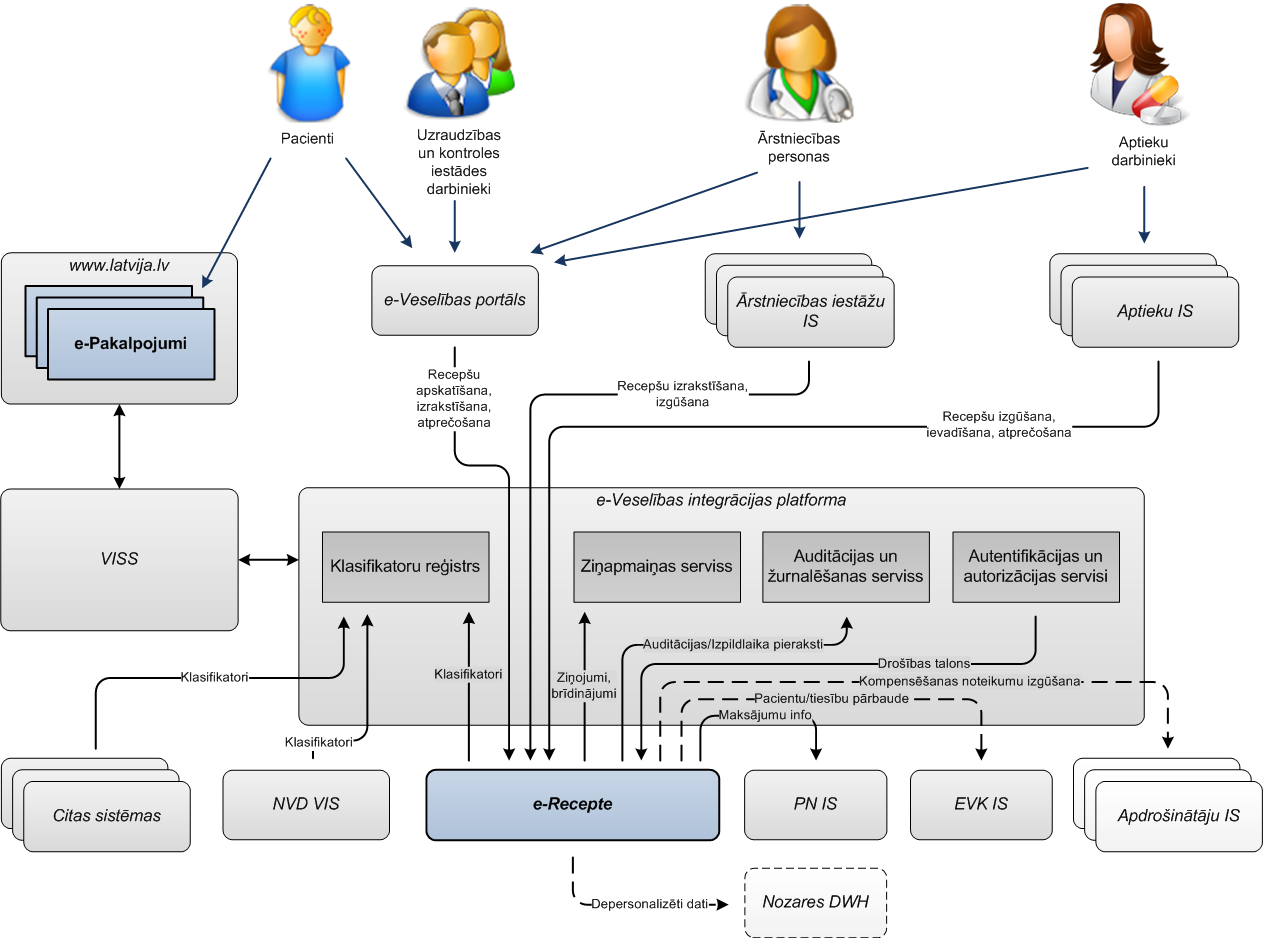 Pacienti
Uzraudzības
un kontroles
iestādes
darbinieki
Ārstniecības
personas
Aptieku
darbinieki
www.latvija.lv
e-Pakalpojumi
e-Veselības portāls
Ārstniecības iestāžu
IS
Aptieku IS
Recepšu
apskatīšana,
izrakstīšana,
atprečošana
Recepšu izrakstīšana,
izgūšana
Recepšu izgūšana,
ievadīšana, atprečošana
VISS
e-Veselības integrācijas platforma
Klasifikatoru reģistrs
Ziņapmaiņas serviss
Auditācijas un
žurnalēšanas serviss
Autentifikācijas un
autorizācijas servisi
Klasifikatori
Klasifikatori
Klasifikatori
Ziņojumi,
brīdinājumi
Auditācijas/Izpildlaika pieraksti
Drošības talons
Kompensēšanas noteikumu izgūšana
Pacientu/tiesību pārbaude
Maksājumu info
Citas sistēmas
NVD VIS
e-Recepte
PN IS
EVK IS
Apdrošinātāju IS
Depersonalizēti dati
Nozares DWH